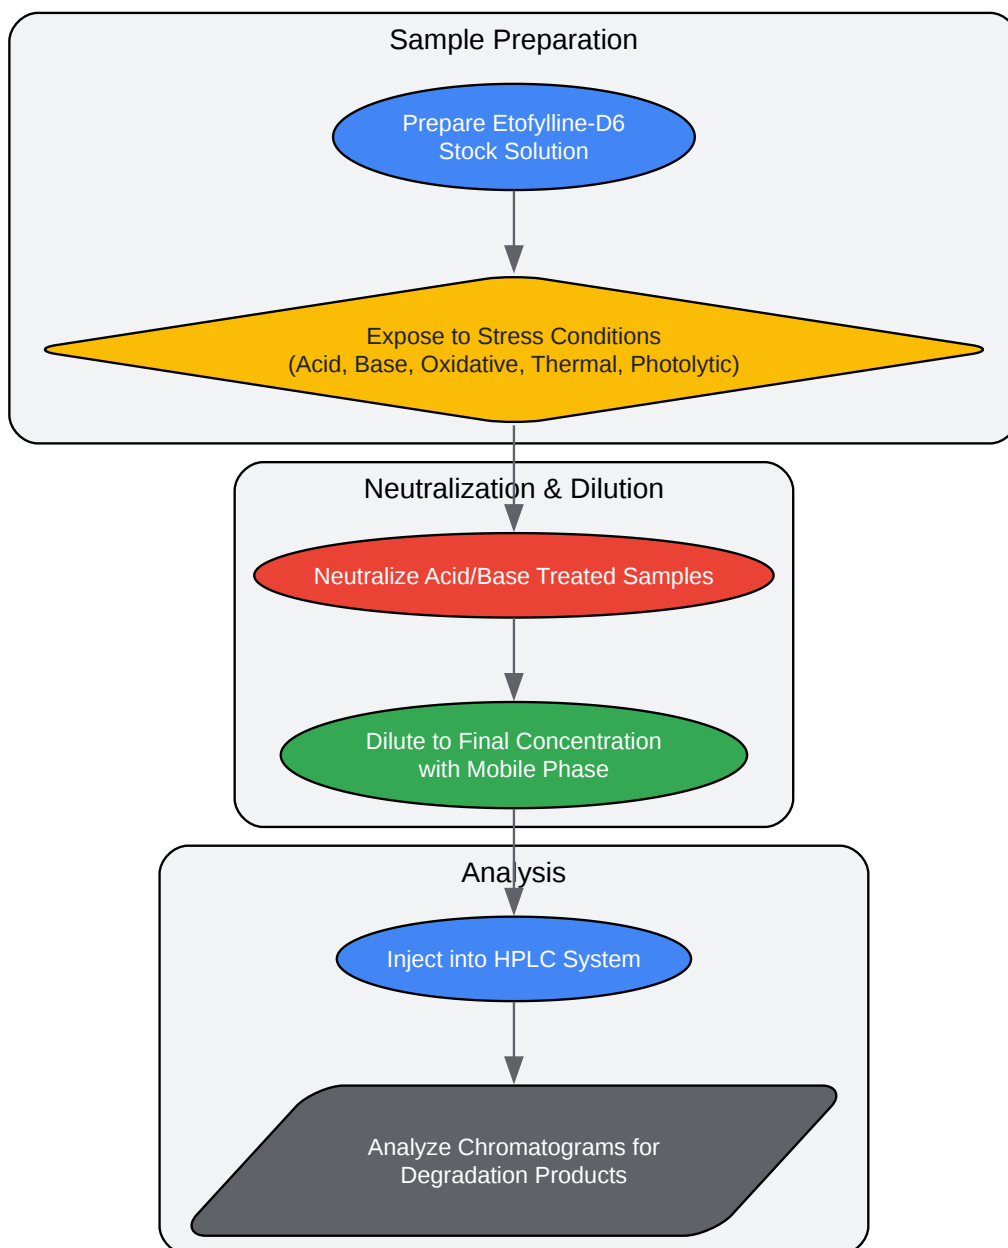 Sample Preparation
Prepare Etofylline-D6
Stock Solution
Expose to Stress Conditions
(Acid, Base, Oxidative, Thermal, Photolytic)
Neutralization & Dilution
Neutralize Acid/Base Treated Samples
Dilute to Final Concentration
with Mobile Phase
Analysis
Inject into HPLC System
Analyze Chromatograms for
Degradation Products